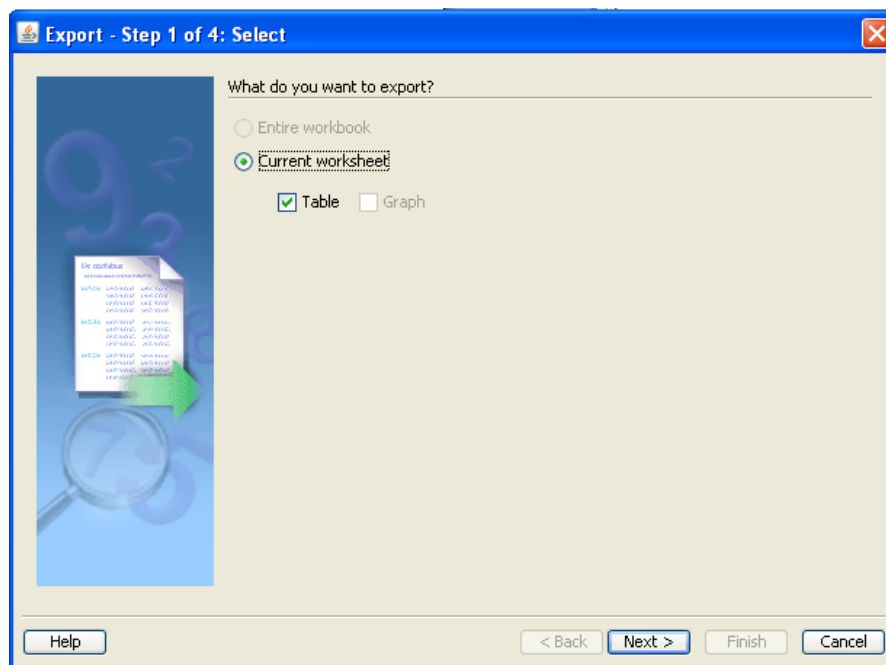 Export - Step 1 of 4: Select
What do you want to export?
Entire workbook
Current worksheet
Table Graph
Help < Back Next > Finish Cancel